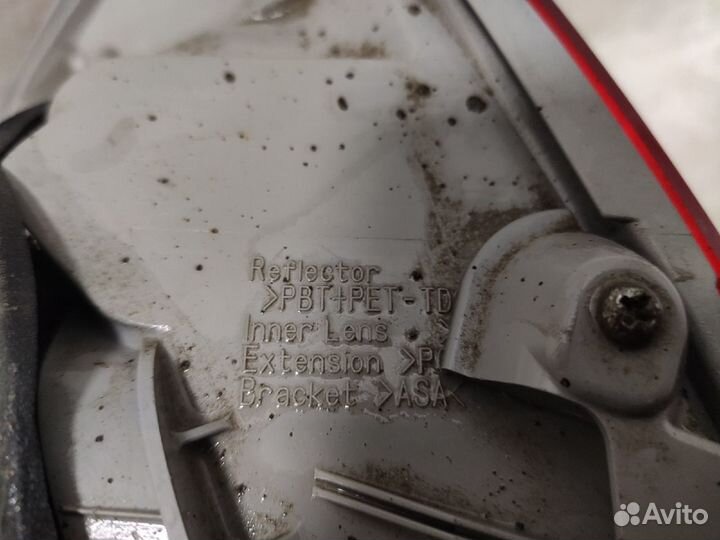 Reflector
>PBT+PET-TD
Inner Lens
Extension >P
Bracket >ASA<
Avito